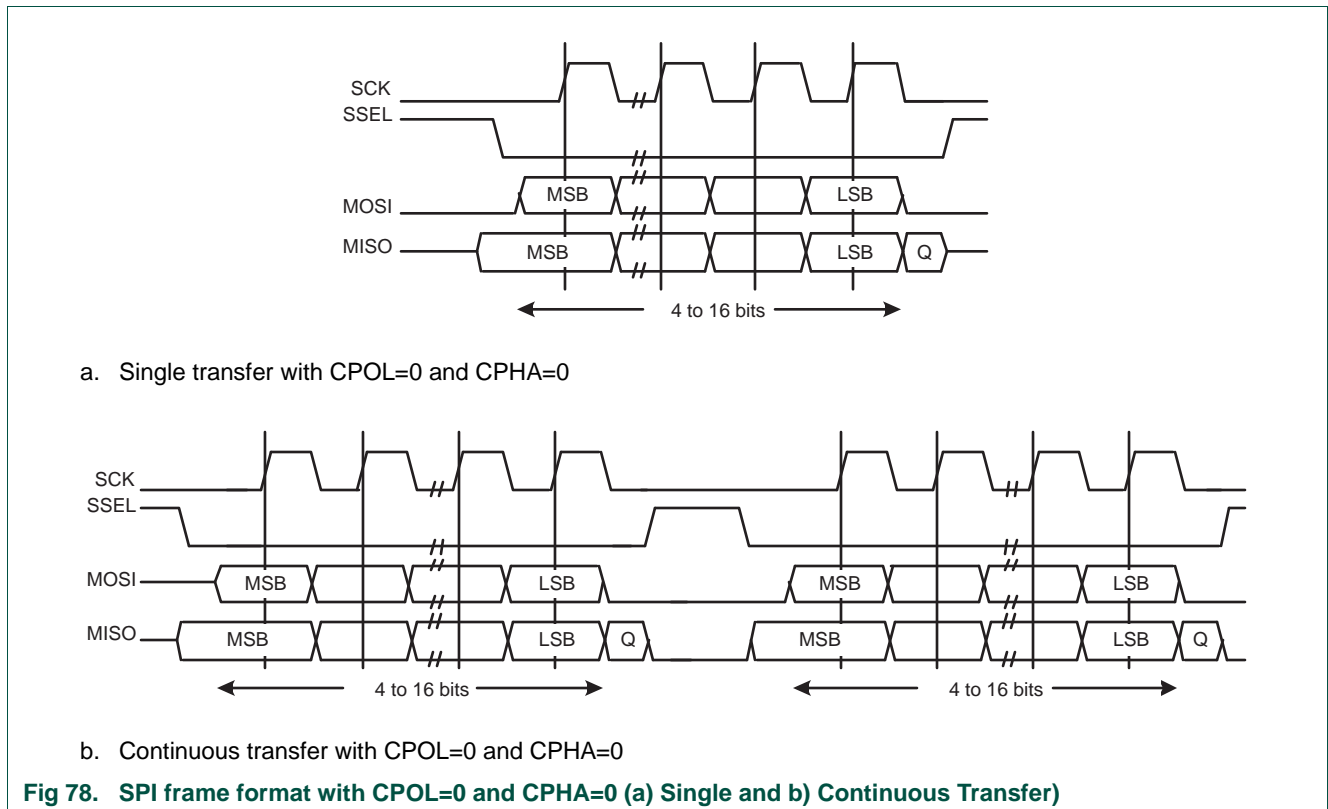 SCK
SSEL
MOSI
MSB
LSB
MISO
MSB
LSB
Q
4 to 16 bits
a. Single transfer with CPOL=0 and CPHA=0
SCK
SSEL
MOSI
MSB
LSB
MSB
LSB
MISO
MSB
LSB
Q
MSB
LSB
Q
4 to 16 bits
4 to 16 bits
b. Continuous transfer with CPOL=0 and CPHA=0
Fig 78. SPI frame format with CPOL=0 and CPHA=0 (a) Single and b) Continuous Transfer)